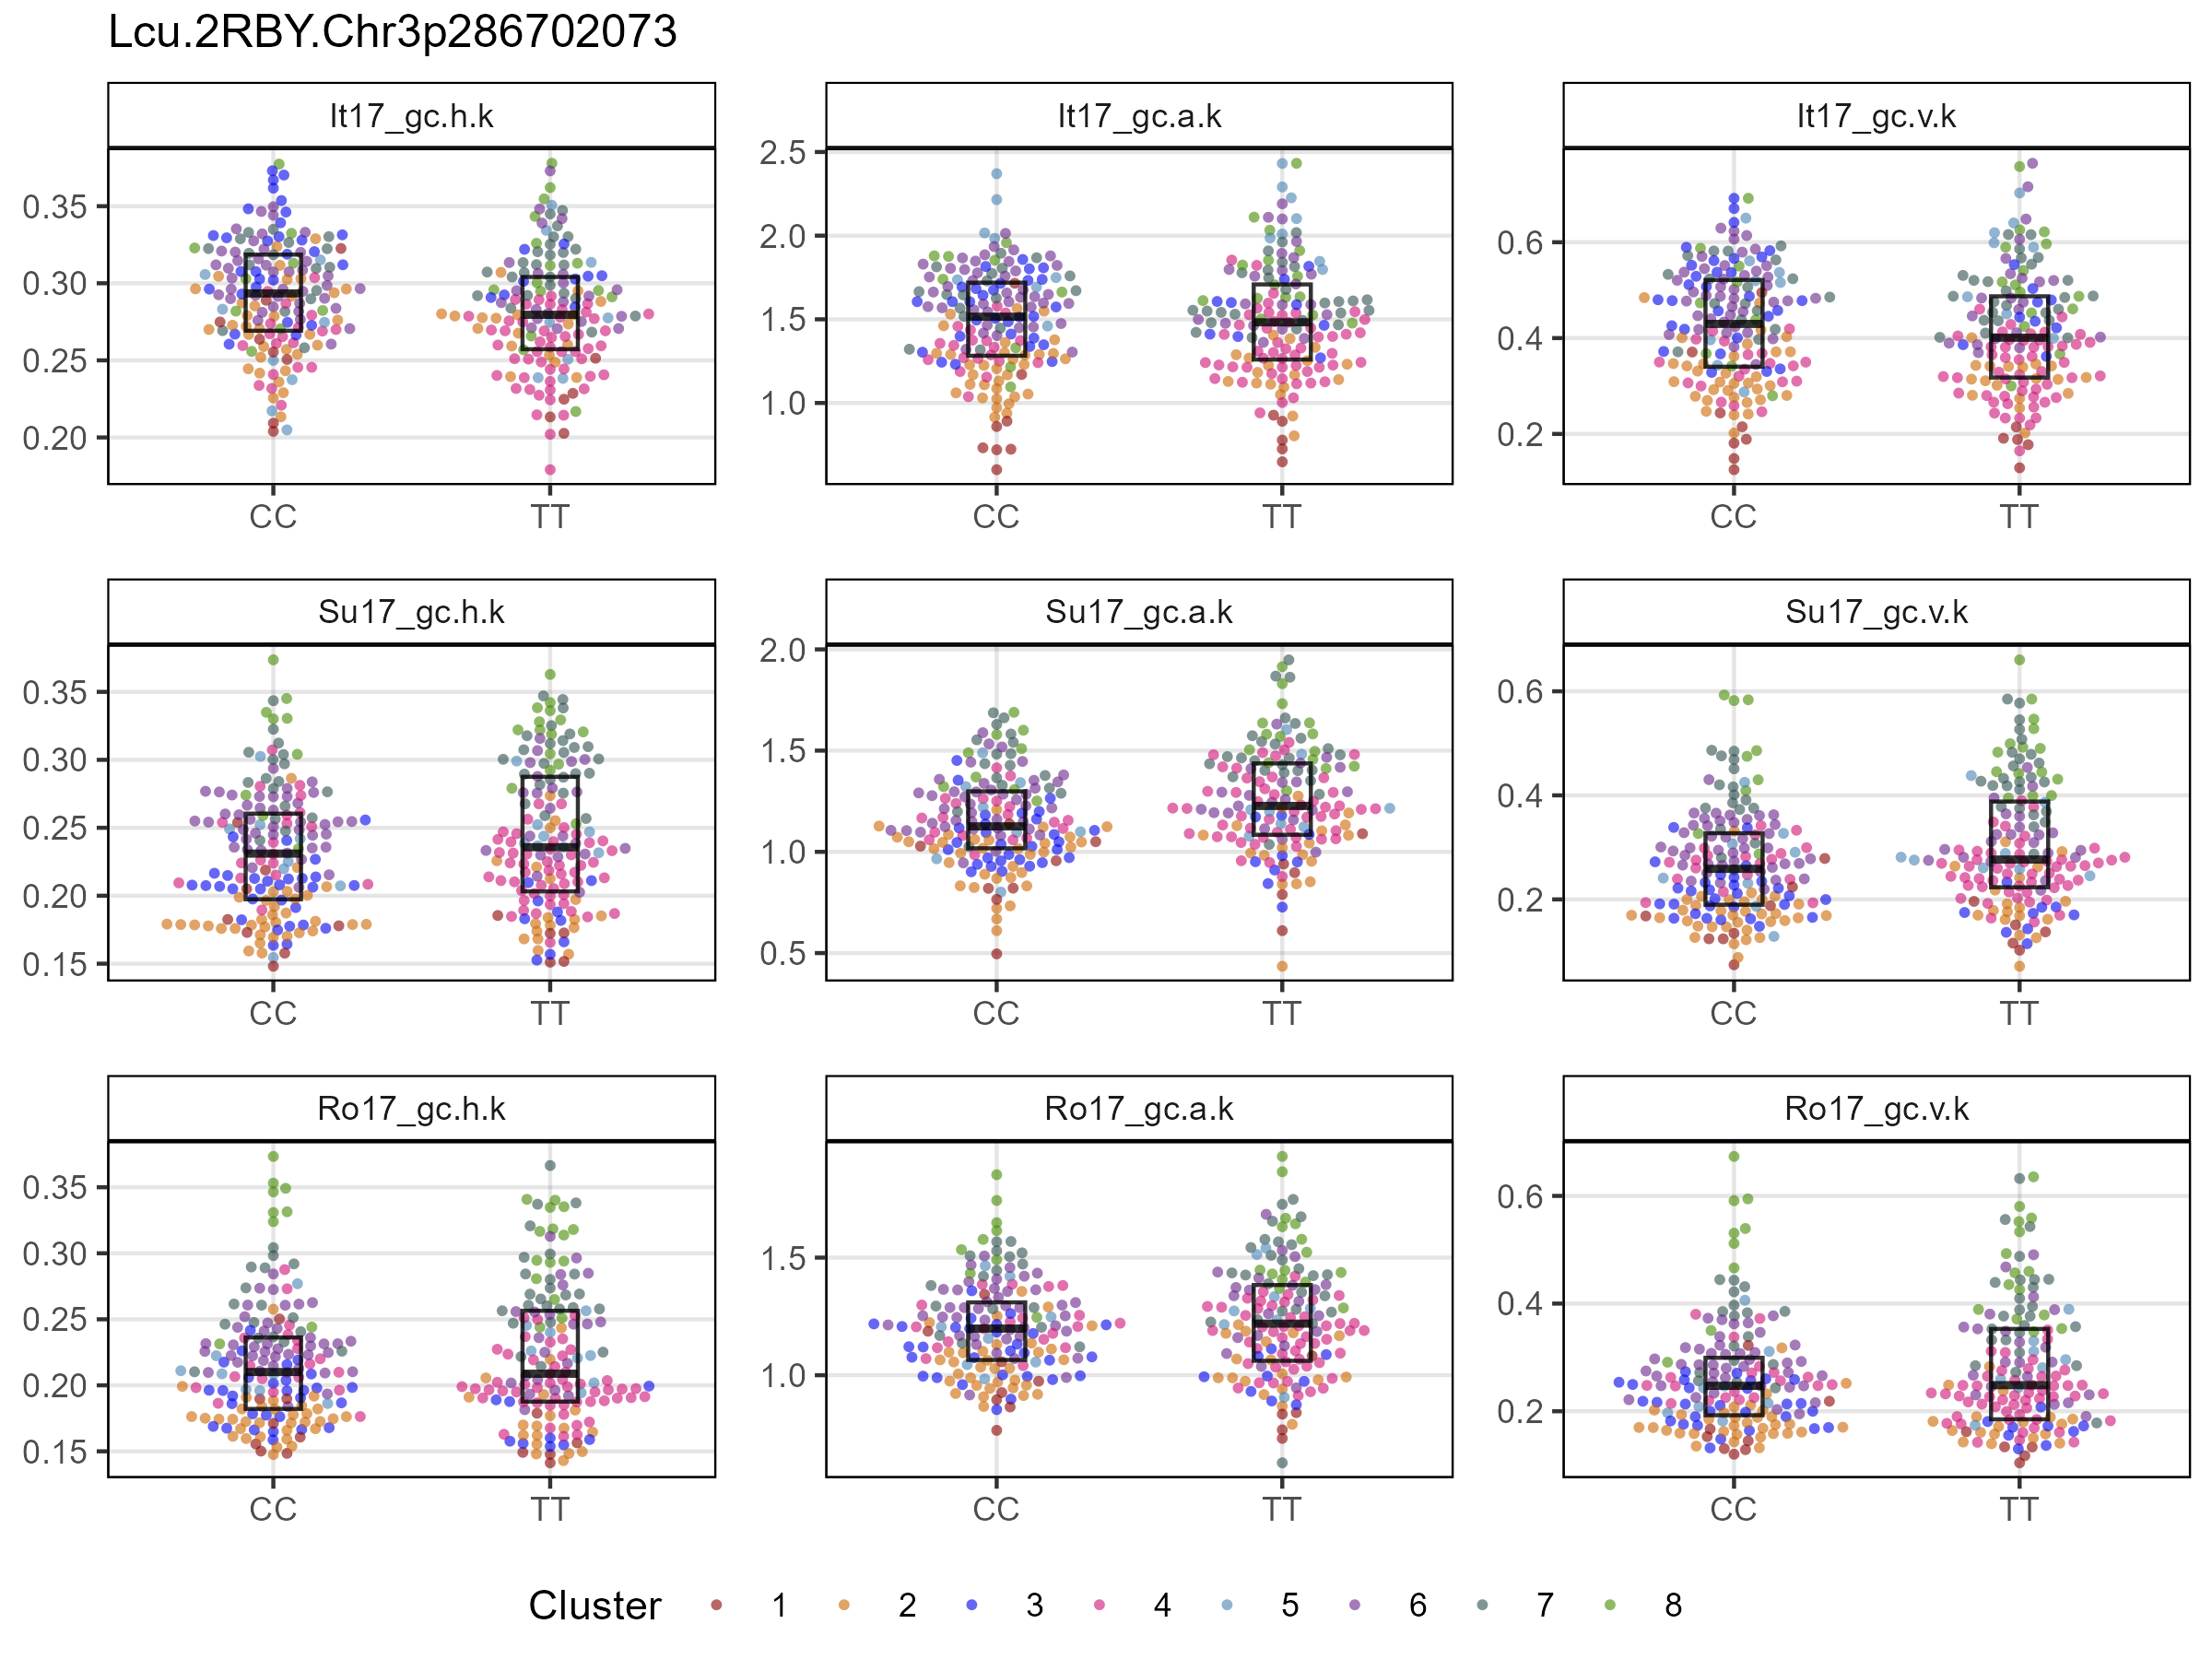 Lcu.2RBY.Chr3p286702073
It17_gc.h.k
It17_gc.a.k
It17_gc.v.k
0.35
0.30
0.25
0.20
CC TT
2.5
2.0
1.5
1.0
CC TT
0.6
0.4
0.2
CC TT
Su17_gc.h.k
Su17_gc.a.k
Su17_gc.v.k
0.35
0.30
0.25
0.20
0.15
CC TT
2.0
1.5
1.0
0.5
CC TT
0.6
0.4
0.2
CC TT
Ro17_gc.h.k
Ro17_gc.a.k
Ro17_gc.v.k
0.35
0.30
0.25
0.20
0.15
CC TT
1.5
1.0
CC TT
0.6
0.4
0.2
CC TT
Cluster 1 2 3 4 5 6 7 8